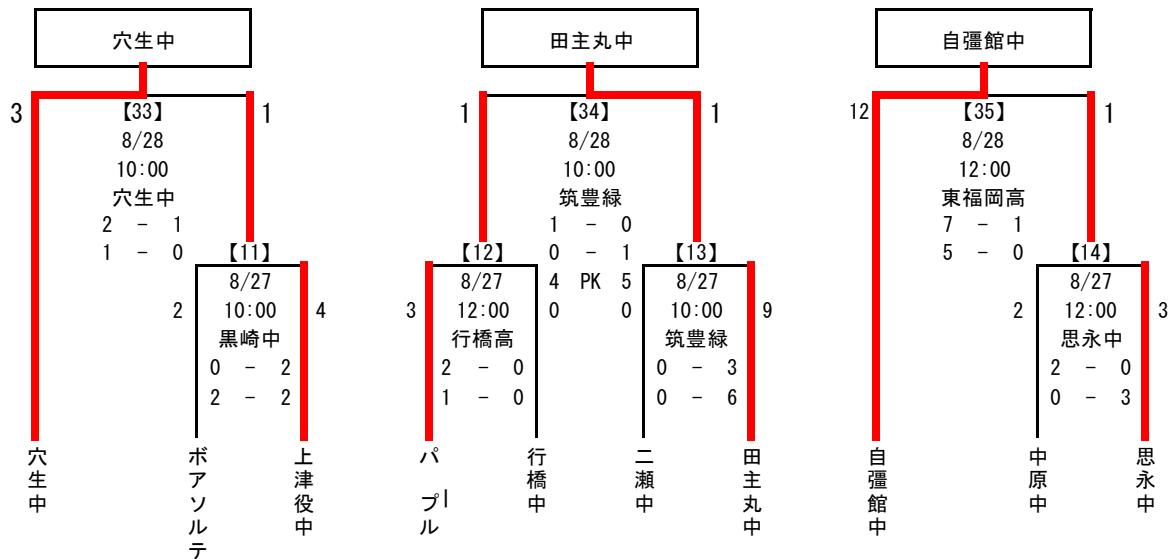 穴生中
田主丸中
自彊館中
3
【33】
1
1
【34】
1
12
【35】
1
8/28
8/28
8/28
10:00
10:00
12:00
穴生中
筑豊緑
東福岡高
2 － 1
1 － 0
7 － 1
1 － 0
0 － 1
5 － 0
4 PK 5
【11】
【12】
【13】
【14】
8/27
8/27
8/27
8/27
2
10:00
4
3
12:00
0
0
10:00
9
2
12:00
3
黒崎中
行橋高
筑豊緑
思永中
0 － 2
2 － 0
0 － 3
2 － 0
2 － 2
1 － 0
0 － 6
0 － 3
穴生中
ボアソルテ
上津役中
パープル
行橋中
二瀬中
田主丸中
自彊館中
中原中
思永中